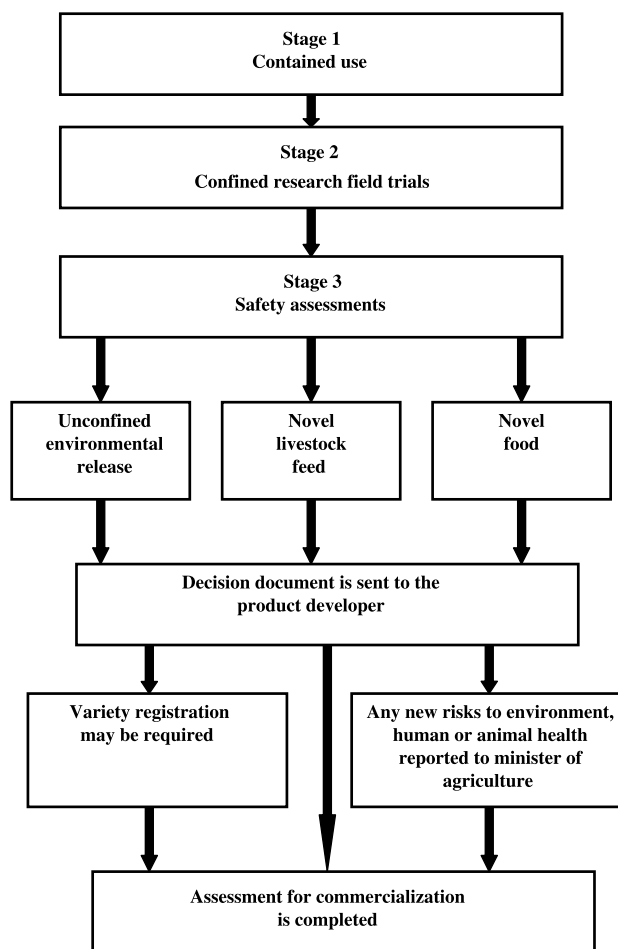 Stage 1
Contained use
Stage 2
Confined research field trials
Stage 3
Safety assessments
Unconfined
environmental
release
Novel
livestock
feed
Novel
food
Decision document is sent to the
product developer
Variety registration
may be required
Any new risks to environment,
human or animal health
reported to minister of
agriculture
Assessment for commercialization
is completed